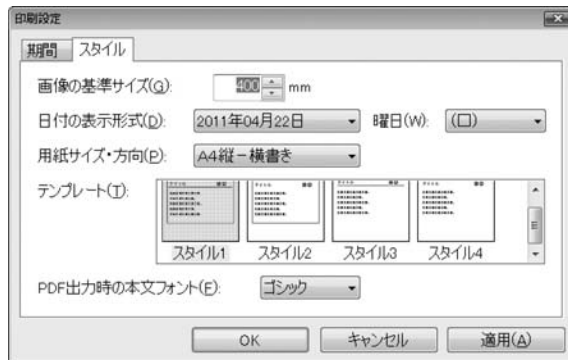 印刷設定
期間 スタイル
画像の基準サイズ(G): 400 mm
日付の表示形式(D): 2011年04月22日 曜日(W): (□)
用紙サイズ・方向(P): A4縦－横書き
テンプレート(T):
スタイル1 スタイル2 スタイル3 スタイル4
PDF出力時の本文フォント(F): ゴシック
OK キャンセル 適用(A)